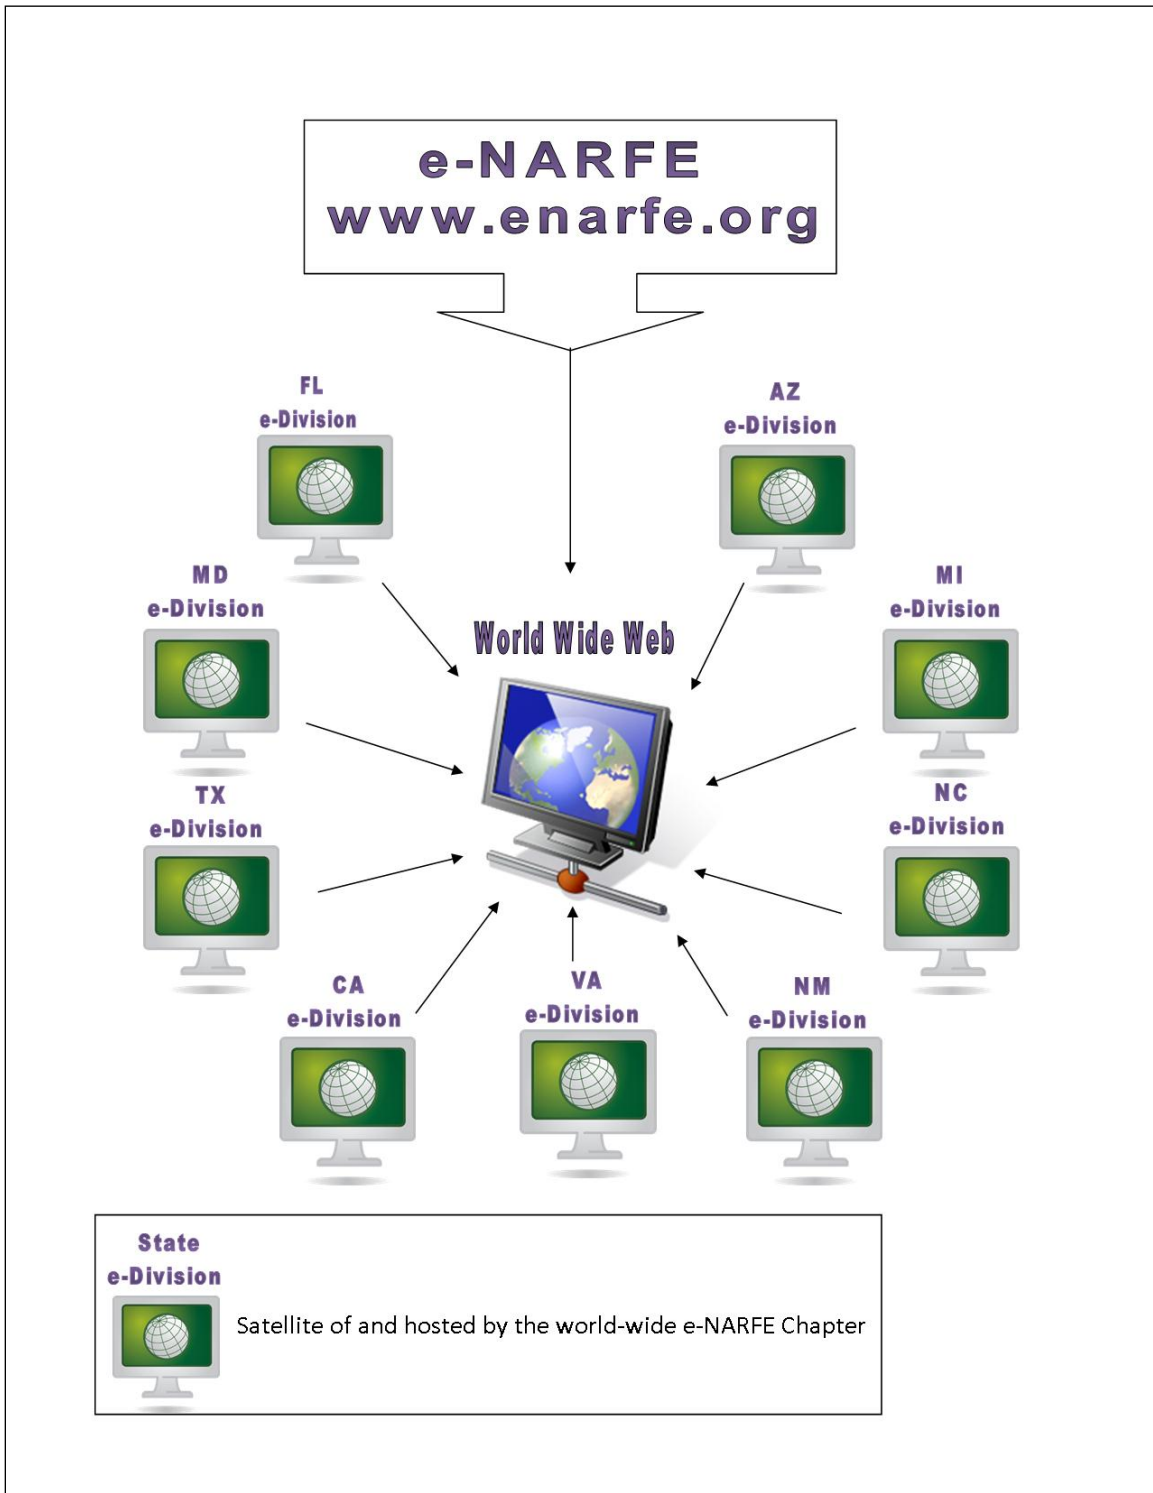 e-NARFE
www.enarfe.org
FL
e-Division
AZ
e-Division
MD
e-Division
MI
e-Division
World Wide Web
TX
e-Division
NC
e-Division
CA
e-Division
VA
e-Division
NM
e-Division
State
e-Division
Satellite of and hosted by the world-wide e-NARFE Chapter